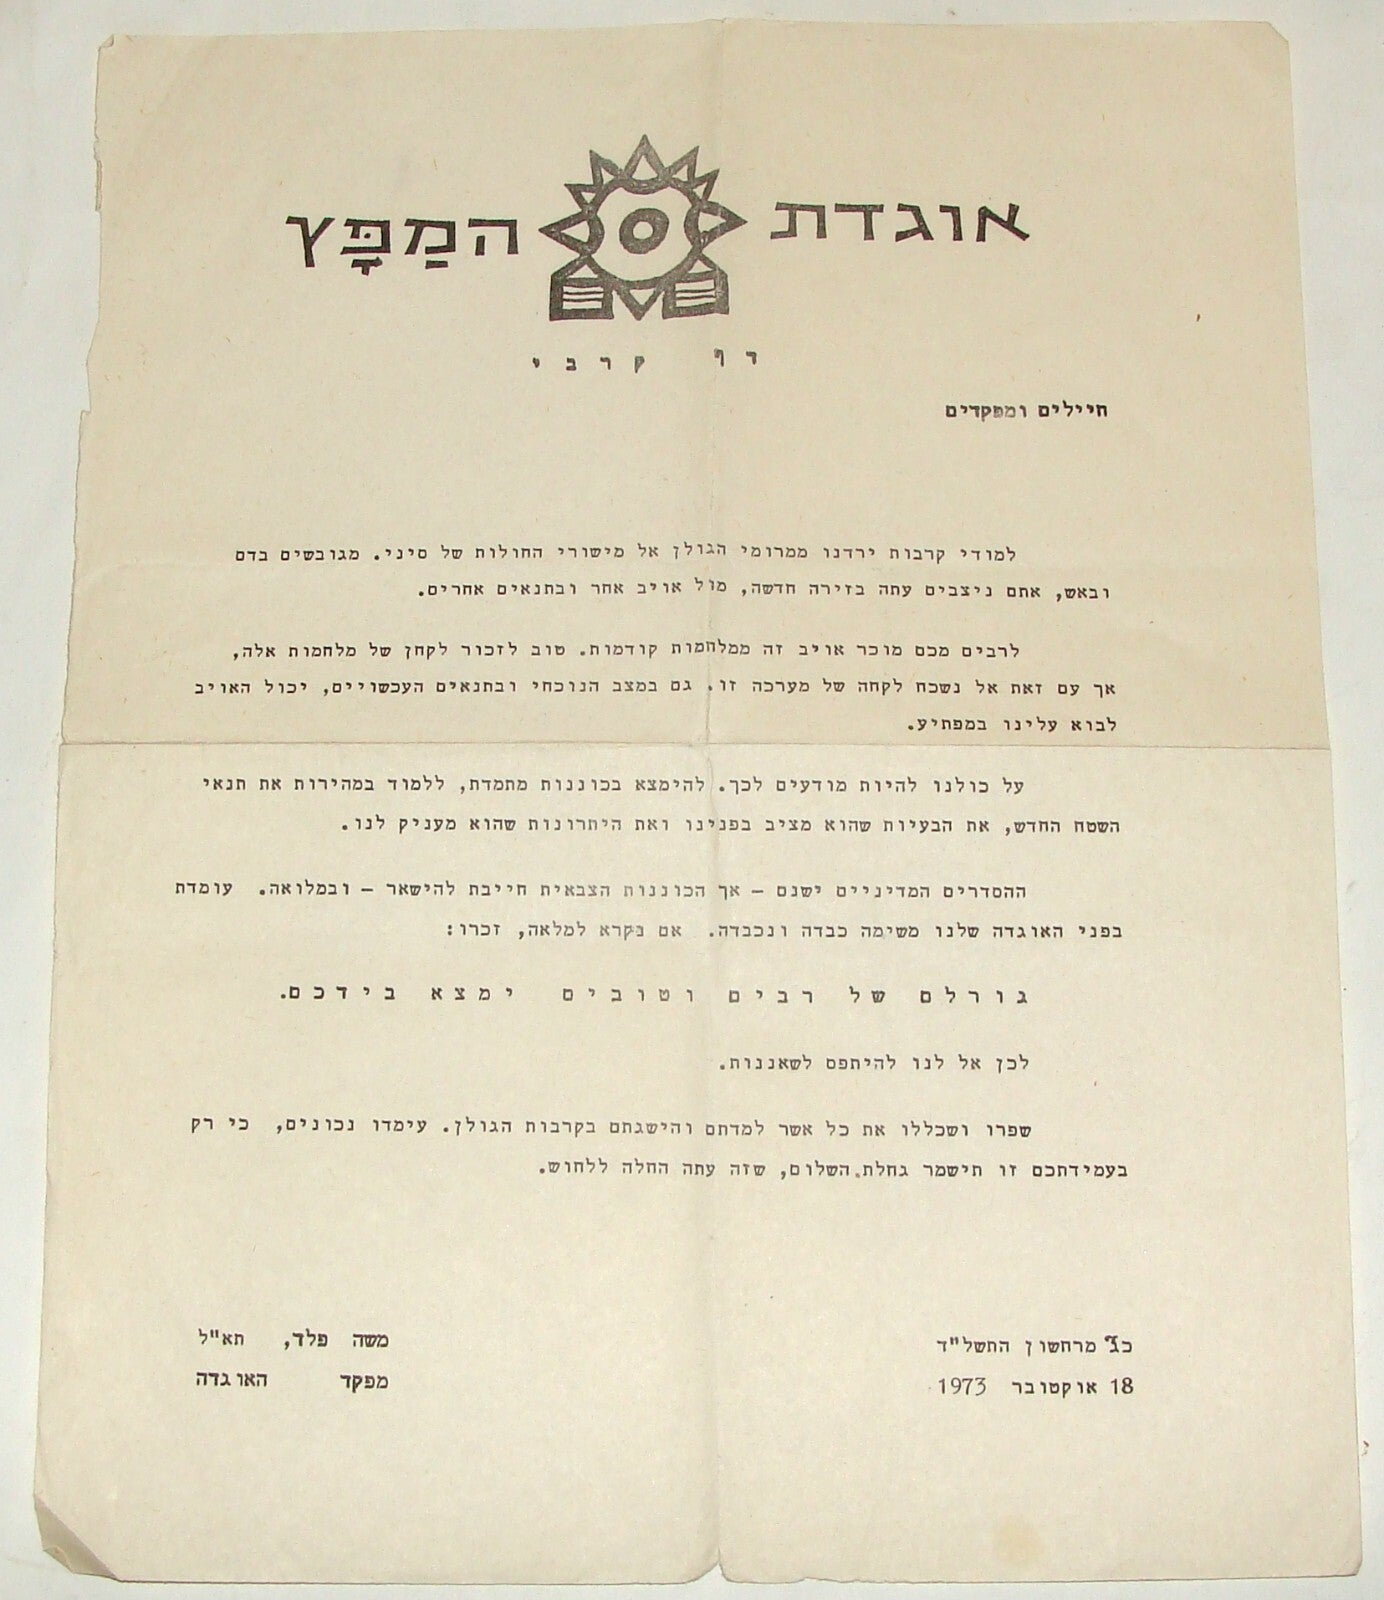 אוגדת המַפָּץ
דף קרבי
חיילים ומפקדים
למודי קרבות ירדנו ממרומי הגולן אל מישורי החולות של סיני. מגובשים בדם
ובאש, אתם ניצבים עתה בזירה חדשה, מול אויב אחר ובתנאים אחרים.
לרבים מכם מוכר אויב זה ממלחמות קודמות. טוב לזכור לקחן של מלחמות אלה,
אך עם זאת אל נשכח לקחה של מערכה זו. גם במצב הנוכחי ובתנאים העכשויים, יכול האויב
לבוא עלינו במפתיע.
על כולנו להיות מודעים לכך. להימצא בכוננות מתמדת, ללמוד במהירות את תנאי
השטח החדש, את הבעיות שהוא מציב בפנינו ואת היתרונות שהוא מעניק לנו.
ההסדרים המדיניים ישנם - אך הכוננות הצבאית חייבת להישאר - ובמלואה. עומדת
בפני האוגדה שלנו משימה כבדה ונכבדה. אם נקרא למלאה, זכרו:
גורלם של רבים וטובים ימצא בידכם.
לכן אל לנו להיתפס לשאננות.
שפרו ושכללו את כל אשר למדתם והישגתם בקרבות הגולן. עימדו נכונים, כי רק
בעמידתכם זו תישמר גחלת השלום, שזה עתה החלה ללחוש.
מרחשון התשל"ד
18 אוקטובר 1973
משה פלד, תא"ל
מפקד האוגדה